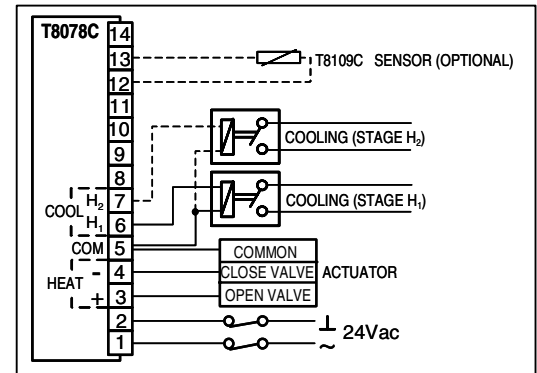 T8078C
14
13
T8109C SENSOR (OPTIONAL)
12
11
10
COOLING (STAGE H₂)
9
8
H₂ 7
COOL
COOLING (STAGE H₁)
H₁ 6
COM 5
COMMON
HEAT
- 4
CLOSE VALVE ACTUATOR
+ 3
OPEN VALVE
2
24Vac
1 ~